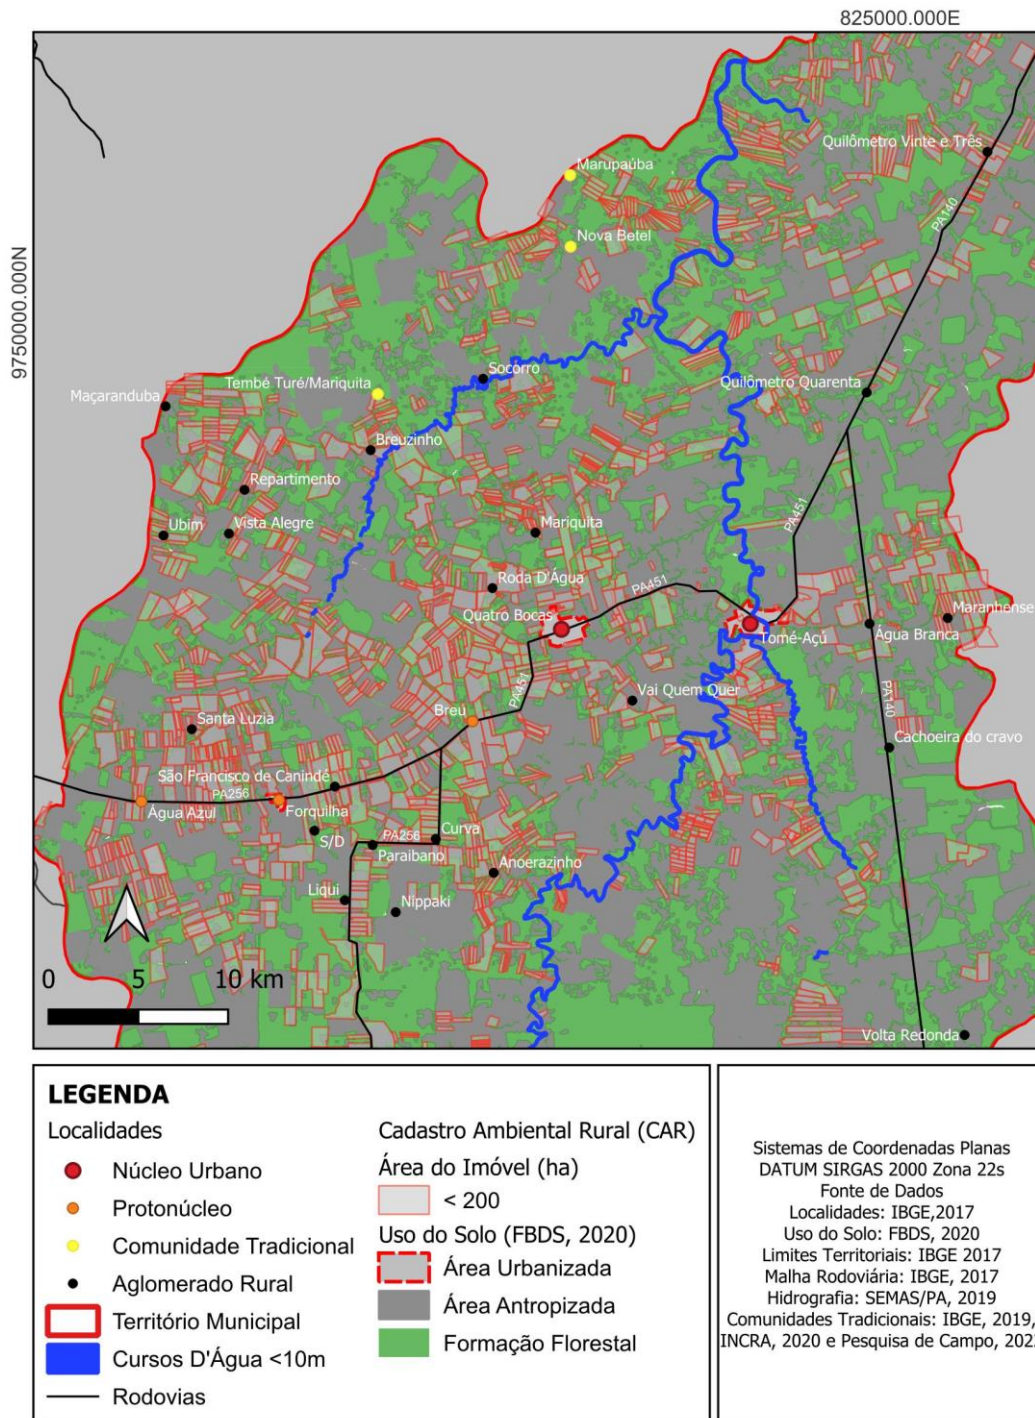 825000.000E
9750000.000N
Quilômetro Vinte e Três
Marupaúba
PA140
Nova Betel
Socorro
Tembé Turé/Mariquita
Quilômetro Quarenta
Maçaranduba
Breuzinho
Repartimento
PA451
Ubim
Vista Alegre
Mariquita
Roda D'Água
PA451
Quatro Bocas
Maranhense
Tomé-Açú
Água Branca
PA451
Vai Quem Quer
PA140
Breu
Santa Luzia
Cachoeira do cravo
São Francisco de Canindé
PA256
Água Azul
Forquilha
S/D
PA256
Curva
Paraibano
Anoerazinho
Liqui
Nippaki
0 5 10 km
Volta Redonda
LEGENDA
Localidades
Núcleo Urbano
Protonúcleo
Comunidade Tradicional
Aglomerado Rural
Território Municipal
Cursos D'Água <10m
Rodovias
Cadastro Ambiental Rural (CAR)
Área do Imóvel (ha)
< 200
Uso do Solo (FBDS, 2020)
Área Urbanizada
Área Antropizada
Formação Florestal
Sistemas de Coordenadas Planas
DATUM SIRGAS 2000 Zona 22s
Fonte de Dados
Localidades: IBGE,2017
Uso do Solo: FBDS, 2020
Limites Territoriais: IBGE 2017
Malha Rodoviária: IBGE, 2017
Hidrografia: SEMAS/PA, 2019
Comunidades Tradicionais: IBGE, 2019,
INCRA, 2020 e Pesquisa de Campo,